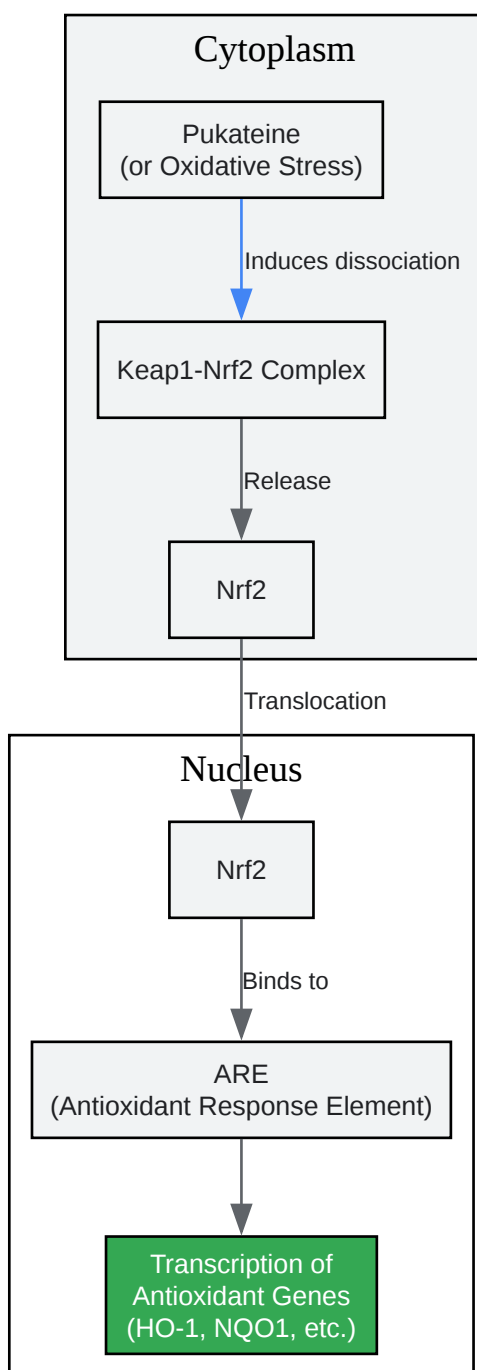 Cytoplasm
Pukateine
(or Oxidative Stress)
Induces dissociation
Keap1-Nrf2 Complex
Release
Nrf2
Translocation
Nucleus
Nrf2
Binds to
ARE
(Antioxidant Response Element)
Transcription of
Antioxidant Genes
(HO-1, NQO1, etc.)